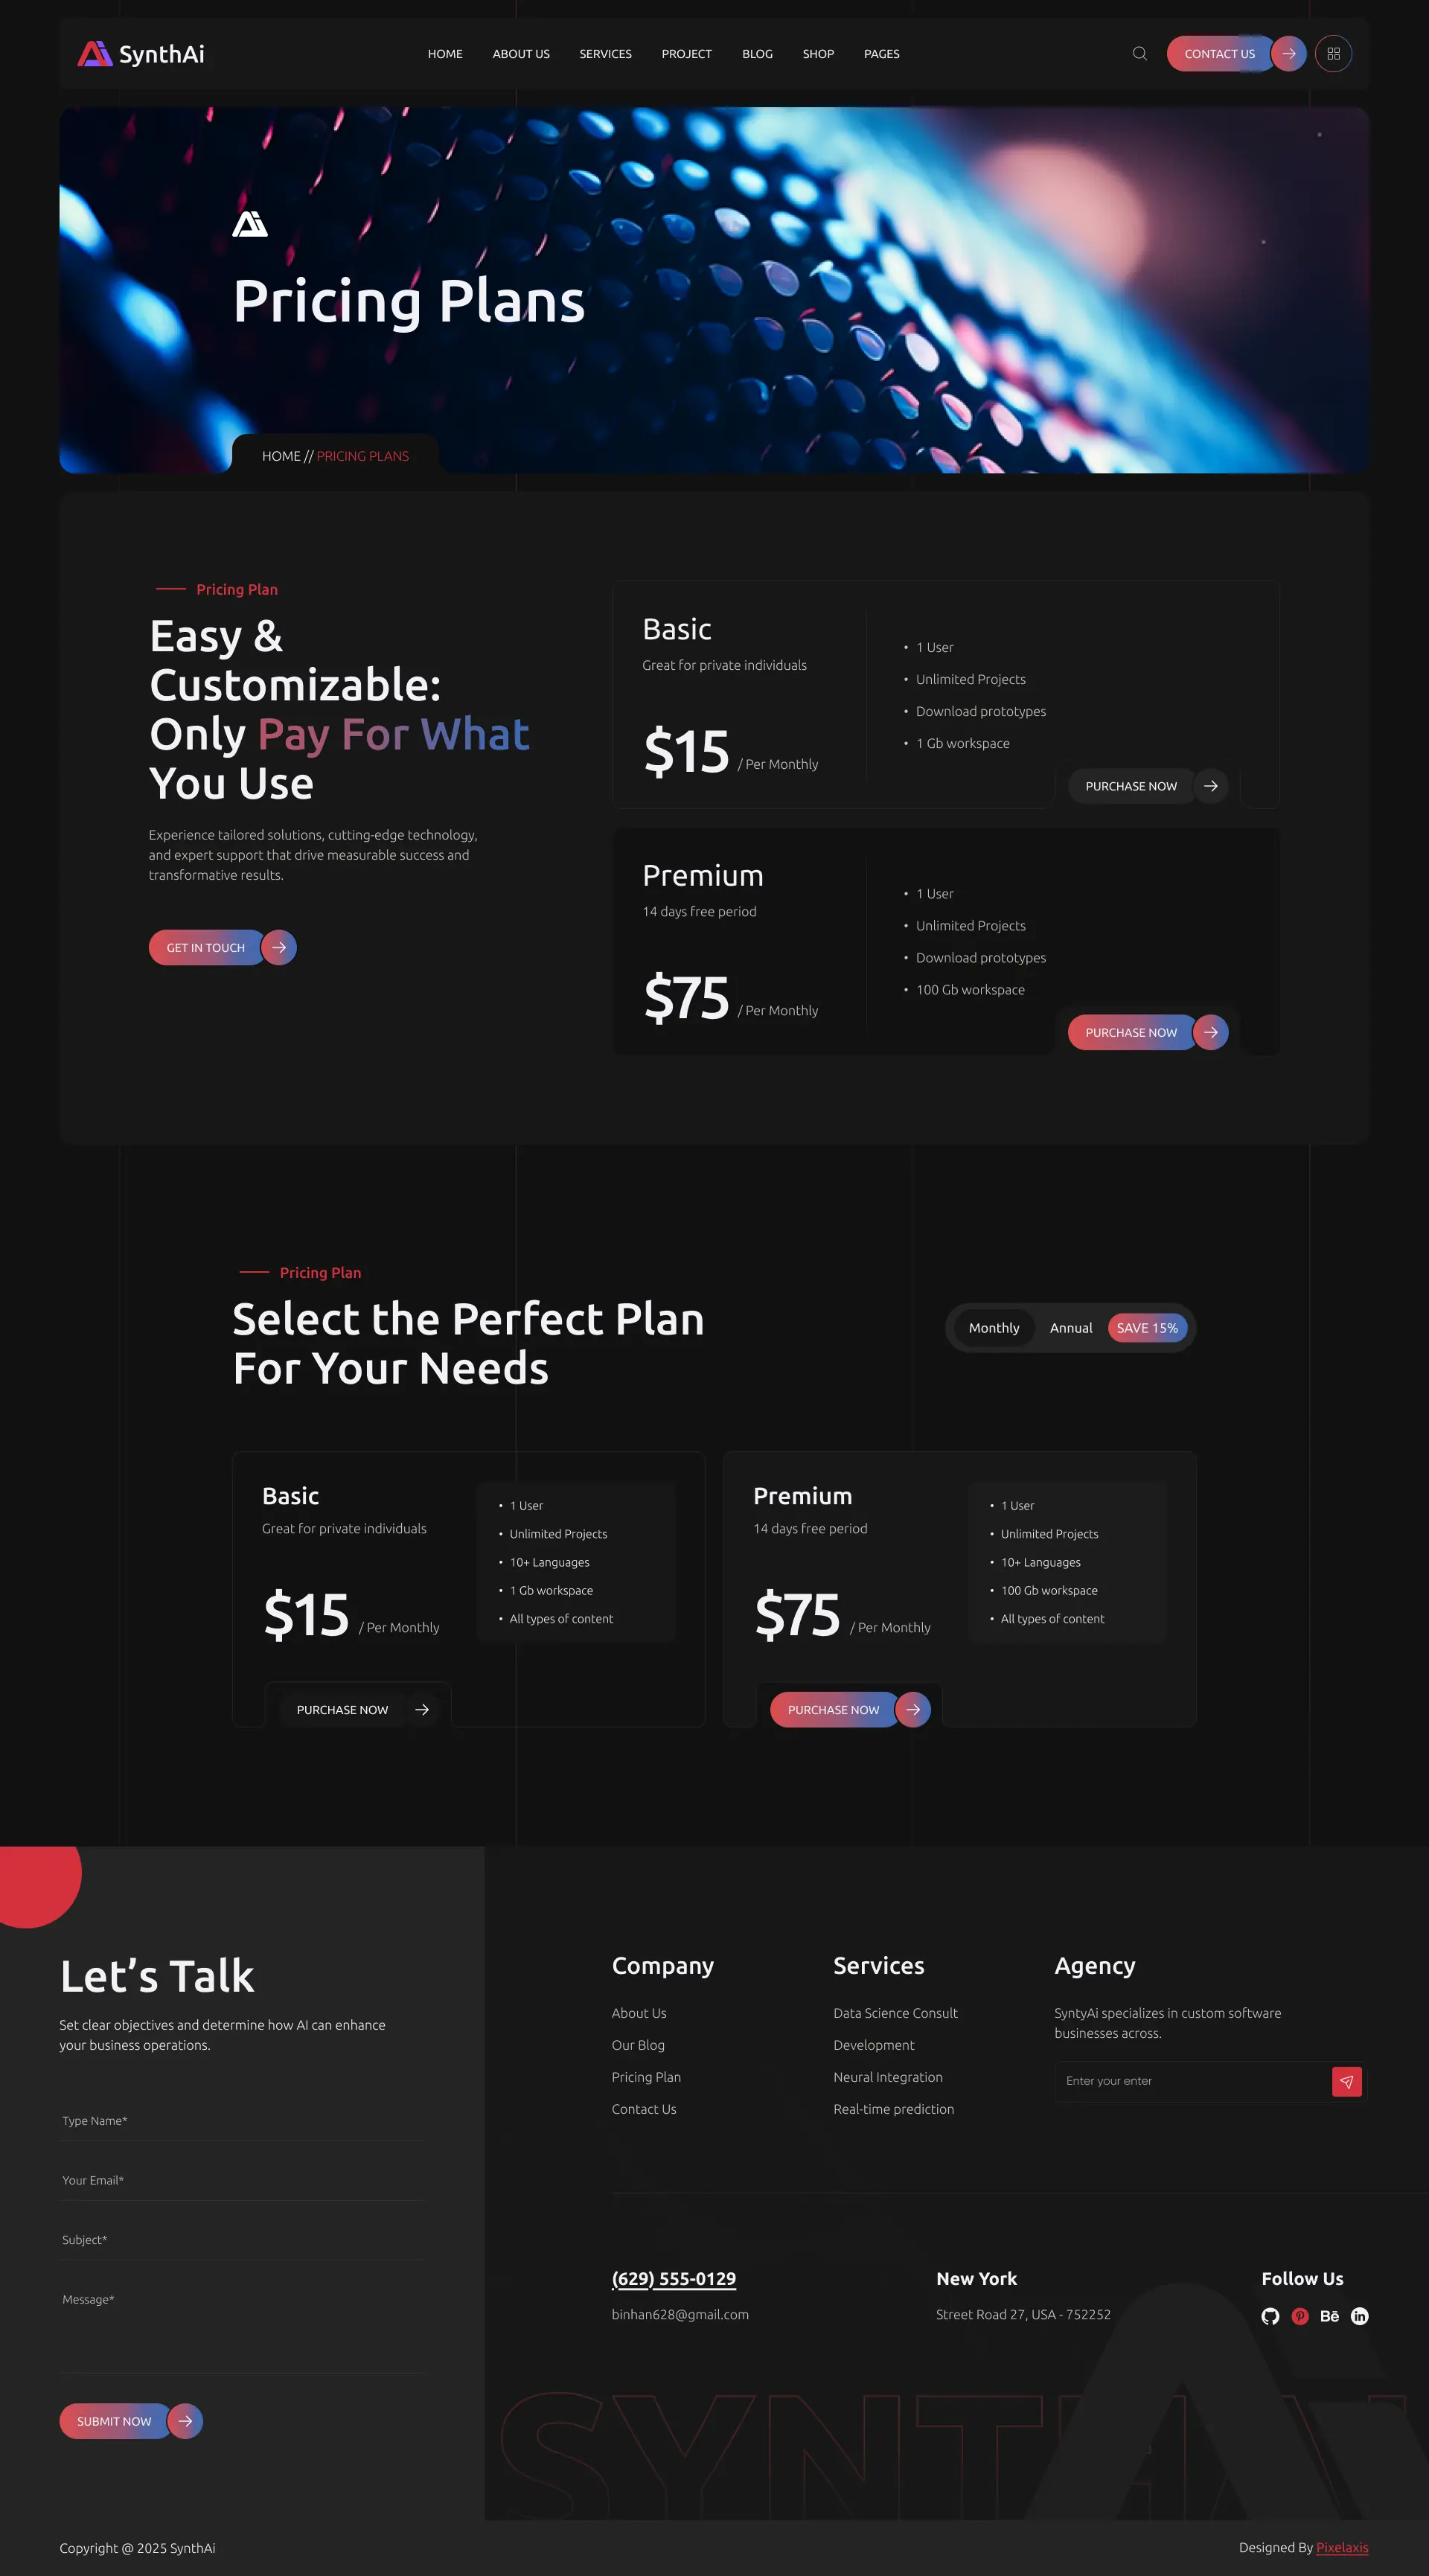 SynthAi
HOME ABOUT US SERVICES PROJECT BLOG SHOP PAGES
CONTACT US
Pricing Plans
HOME // PRICING PLANS
Pricing Plan
Easy &
Customizable:
Only Pay For What
You Use
Experience tailored solutions, cutting-edge technology,
and expert support that drive measurable success and
transformative results.
GET IN TOUCH
Basic
Great for private individuals
$15 / Per Monthly
• 1 User
• Unlimited Projects
• Download prototypes
• 1 Gb workspace
PURCHASE NOW
Premium
14 days free period
$75 / Per Monthly
• 1 User
• Unlimited Projects
• Download prototypes
• 100 Gb workspace
PURCHASE NOW
Pricing Plan
Select the Perfect Plan
For Your Needs
Monthly Annual SAVE 15%
Basic
Great for private individuals
$15 / Per Monthly
• 1 User
• Unlimited Projects
• 10+ Languages
• 1 Gb workspace
• All types of content
PURCHASE NOW
Premium
14 days free period
$75 / Per Monthly
• 1 User
• Unlimited Projects
• 10+ Languages
• 100 Gb workspace
• All types of content
PURCHASE NOW
Let’s Talk
Set clear objectives and determine how AI can enhance
your business operations.
Type Name*
Your Email*
Subject*
Message*
SUBMIT NOW
Company
About Us
Our Blog
Pricing Plan
Contact Us
Services
Data Science Consult
Development
Neural Integration
Real-time prediction
Agency
SyntyAi specializes in custom software
businesses across.
Enter your enter
(629) 555-0129
binhan628@gmail.com
New York
Street Road 27, USA - 752252
Follow Us
Bē in
SYNTHAI
Copyright @ 2025 SynthAi
Designed By Pixelaxis